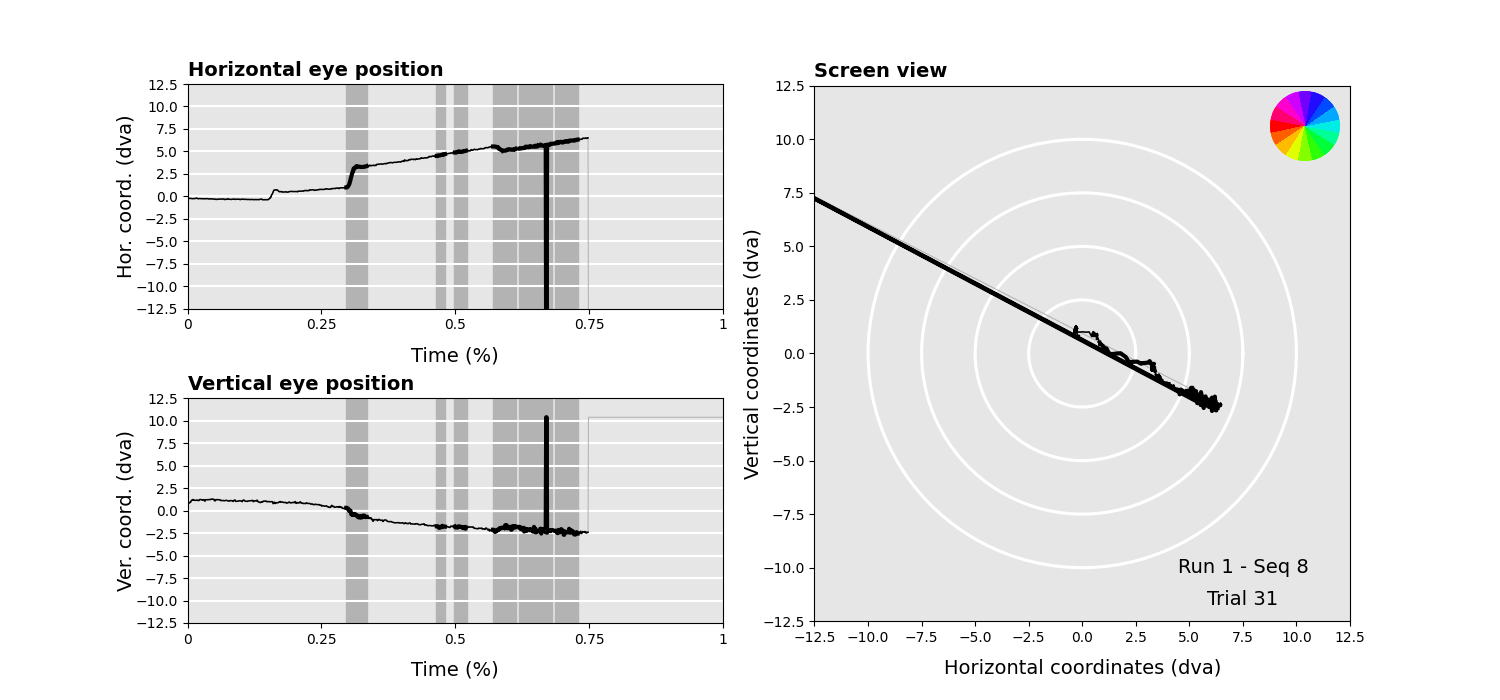 Horizontal eye position
12.5
10.0
7.5
5.0
2.5
0.0
−2.5
−5.0
−7.5
−10.0
−12.5
Hor. coord. (dva)
0 0.25 0.5 0.75 1
Time (%)
Vertical eye position
12.5
10.0
7.5
5.0
2.5
0.0
−2.5
−5.0
−7.5
−10.0
−12.5
Ver. coord. (dva)
0 0.25 0.5 0.75 1
Time (%)
Screen view
12.5
10.0
7.5
5.0
2.5
0.0
−2.5
−5.0
−7.5
−10.0
−12.5
Vertical coordinates (dva)
Run 1 - Seq 8
Trial 31
−12.5 −10.0 −7.5 −5.0 −2.5 0.0 2.5 5.0 7.5 10.0 12.5
Horizontal coordinates (dva)